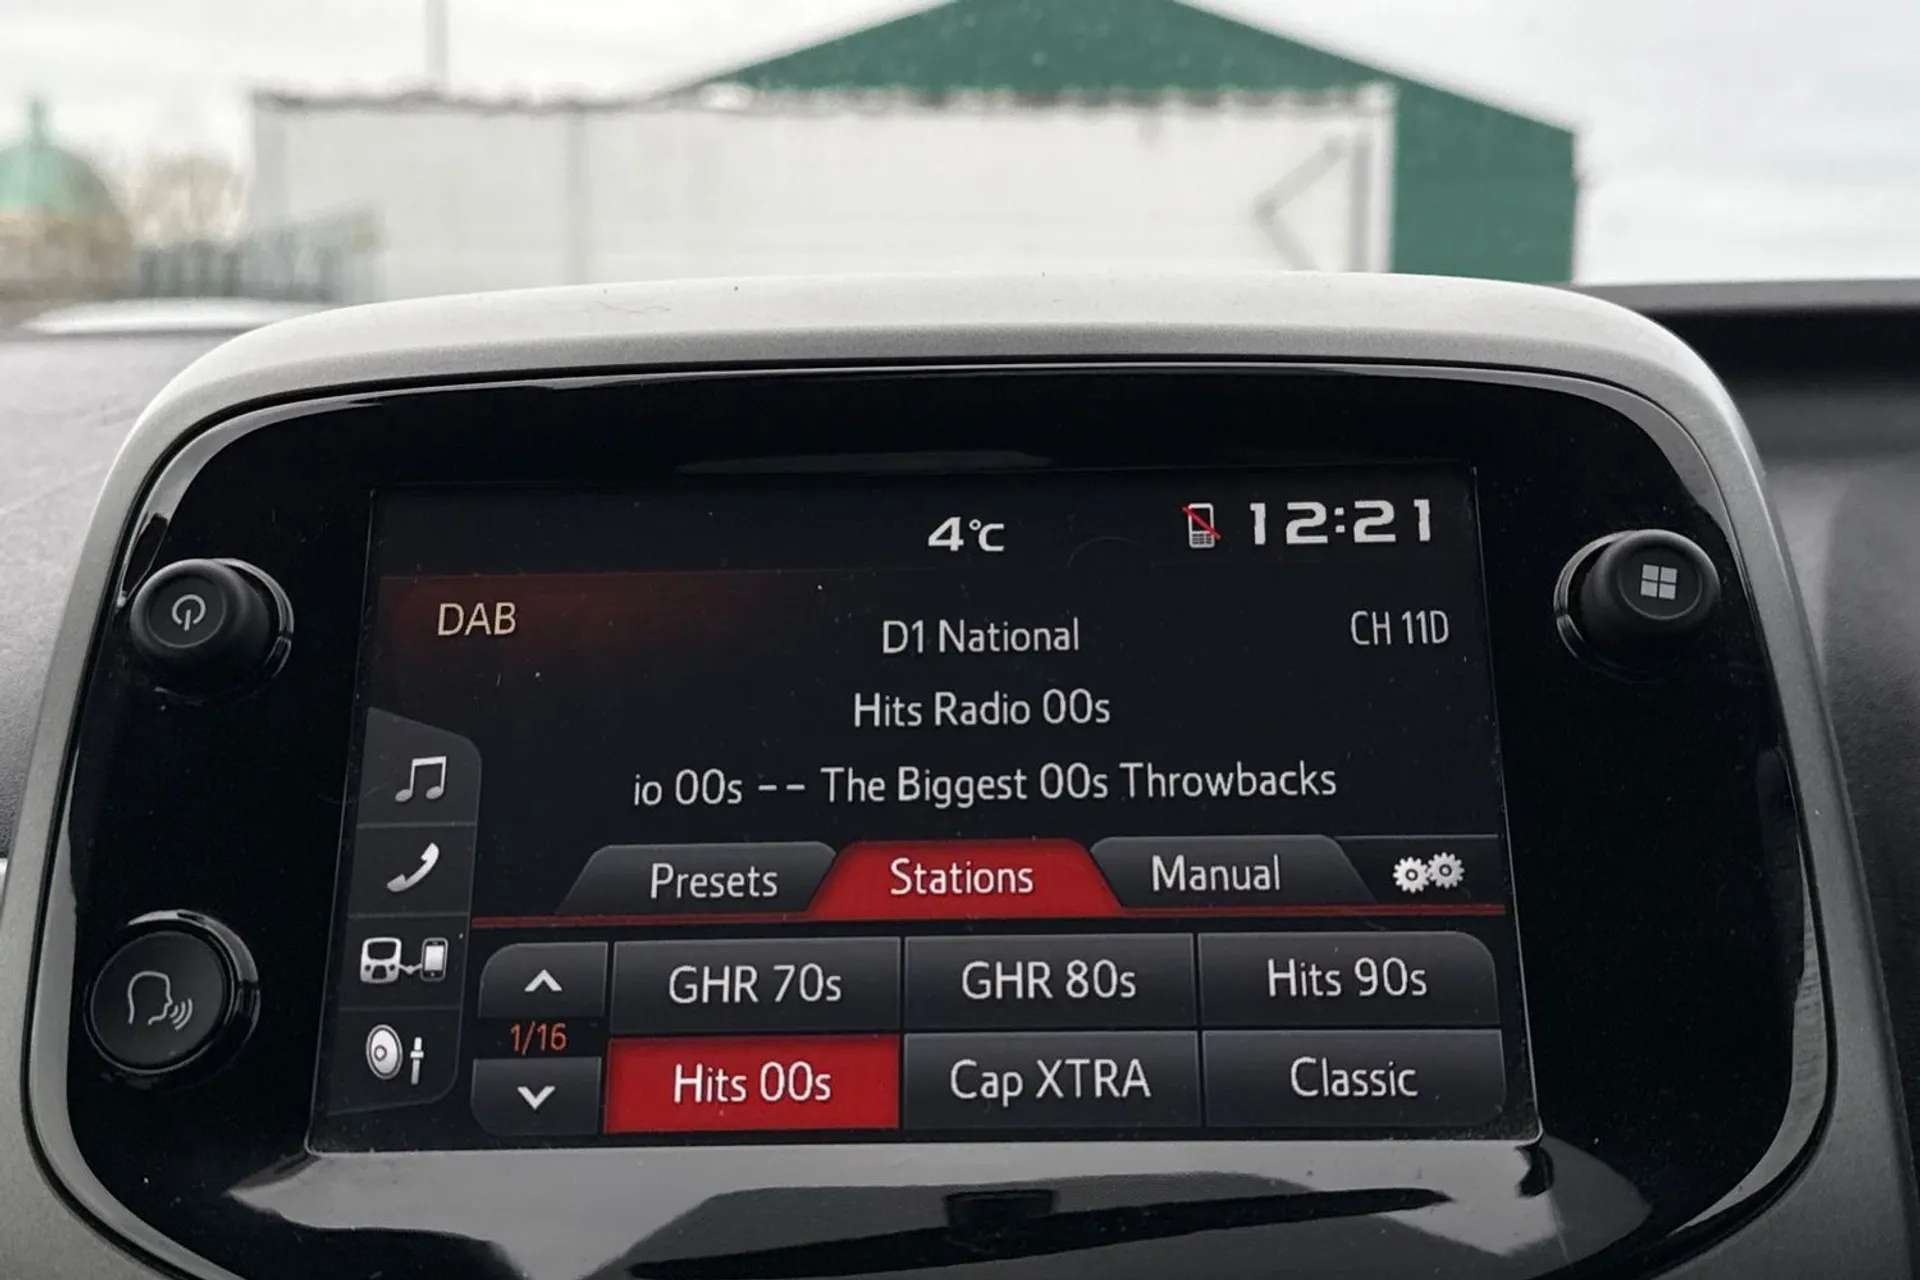 4°C 12:21
DAB D1 National CH 11D
Hits Radio 00s
io 00s -- The Biggest 00s Throwbacks
Presets Stations Manual
GHR 70s GHR 80s Hits 90s
1/16
Hits 00s Cap XTRA Classic